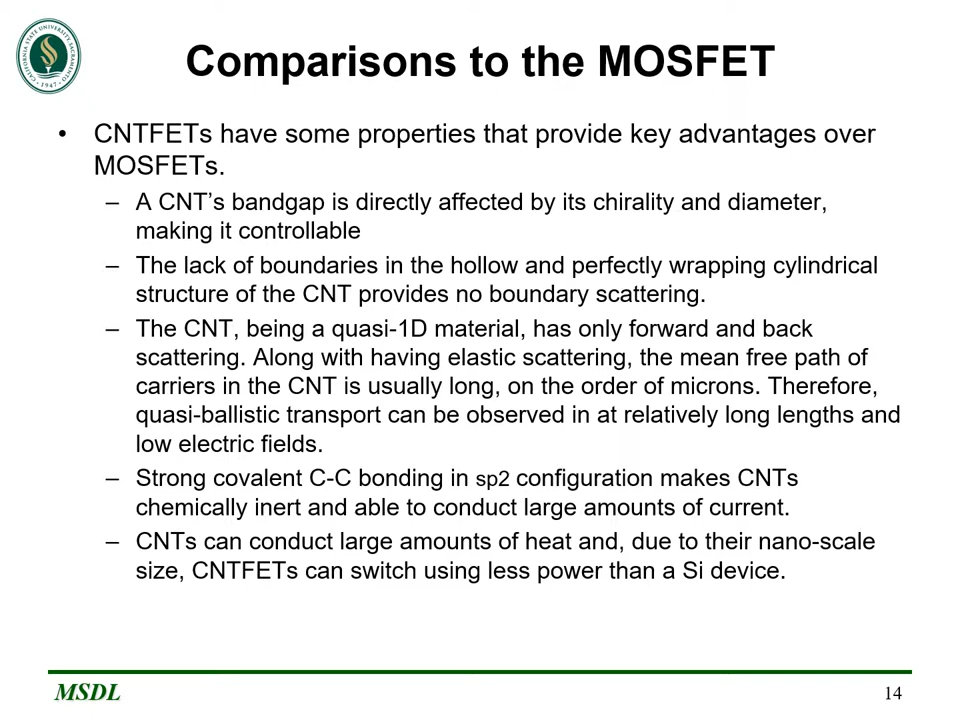 CALIFORNIA STATE UNIVERSITY, SACRAMENTO
• 1947 •
Comparisons to the MOSFET
• CNTFETs have some properties that provide key advantages over
MOSFETs.
– A CNT’s bandgap is directly affected by its chirality and diameter,
making it controllable
– The lack of boundaries in the hollow and perfectly wrapping cylindrical
structure of the CNT provides no boundary scattering.
– The CNT, being a quasi-1D material, has only forward and back
scattering. Along with having elastic scattering, the mean free path of
carriers in the CNT is usually long, on the order of microns. Therefore,
quasi-ballistic transport can be observed in at relatively long lengths and
low electric fields.
– Strong covalent C-C bonding in sp2 configuration makes CNTs
chemically inert and able to conduct large amounts of current.
– CNTs can conduct large amounts of heat and, due to their nano-scale
size, CNTFETs can switch using less power than a Si device.
MSDL
14